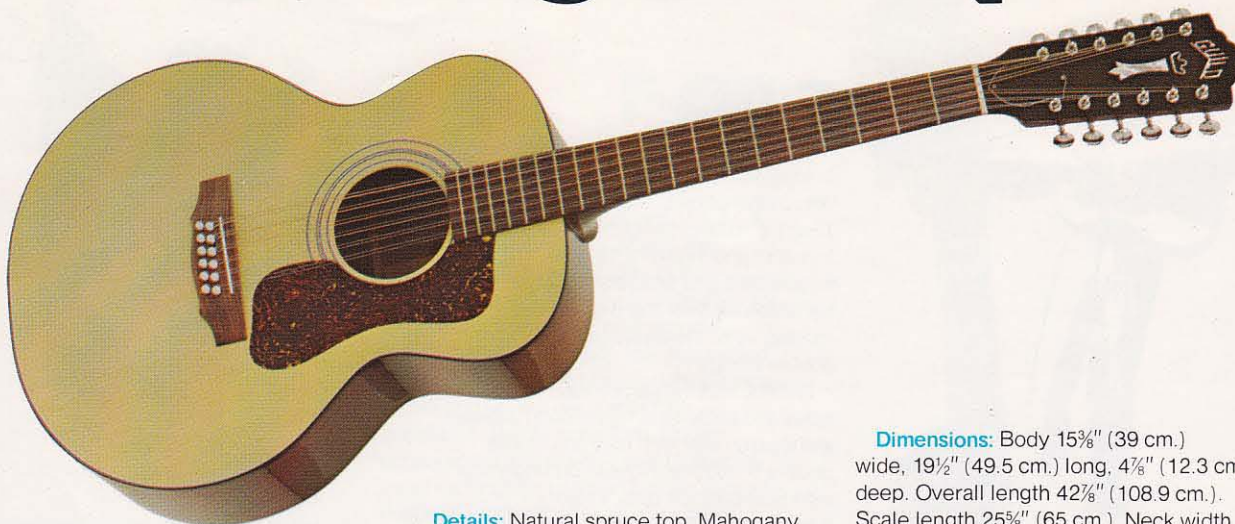 GUILD
Details: Natural spruce top. Mahogany
Dimensions: Body 15⅜" (39 cm.)
wide, 19½" (49.5 cm.) long, 4⅞" (12.3 cm
deep. Overall length 42⅞" (108.9 cm.).
Scale length 25⅝" (65 cm.). Neck width